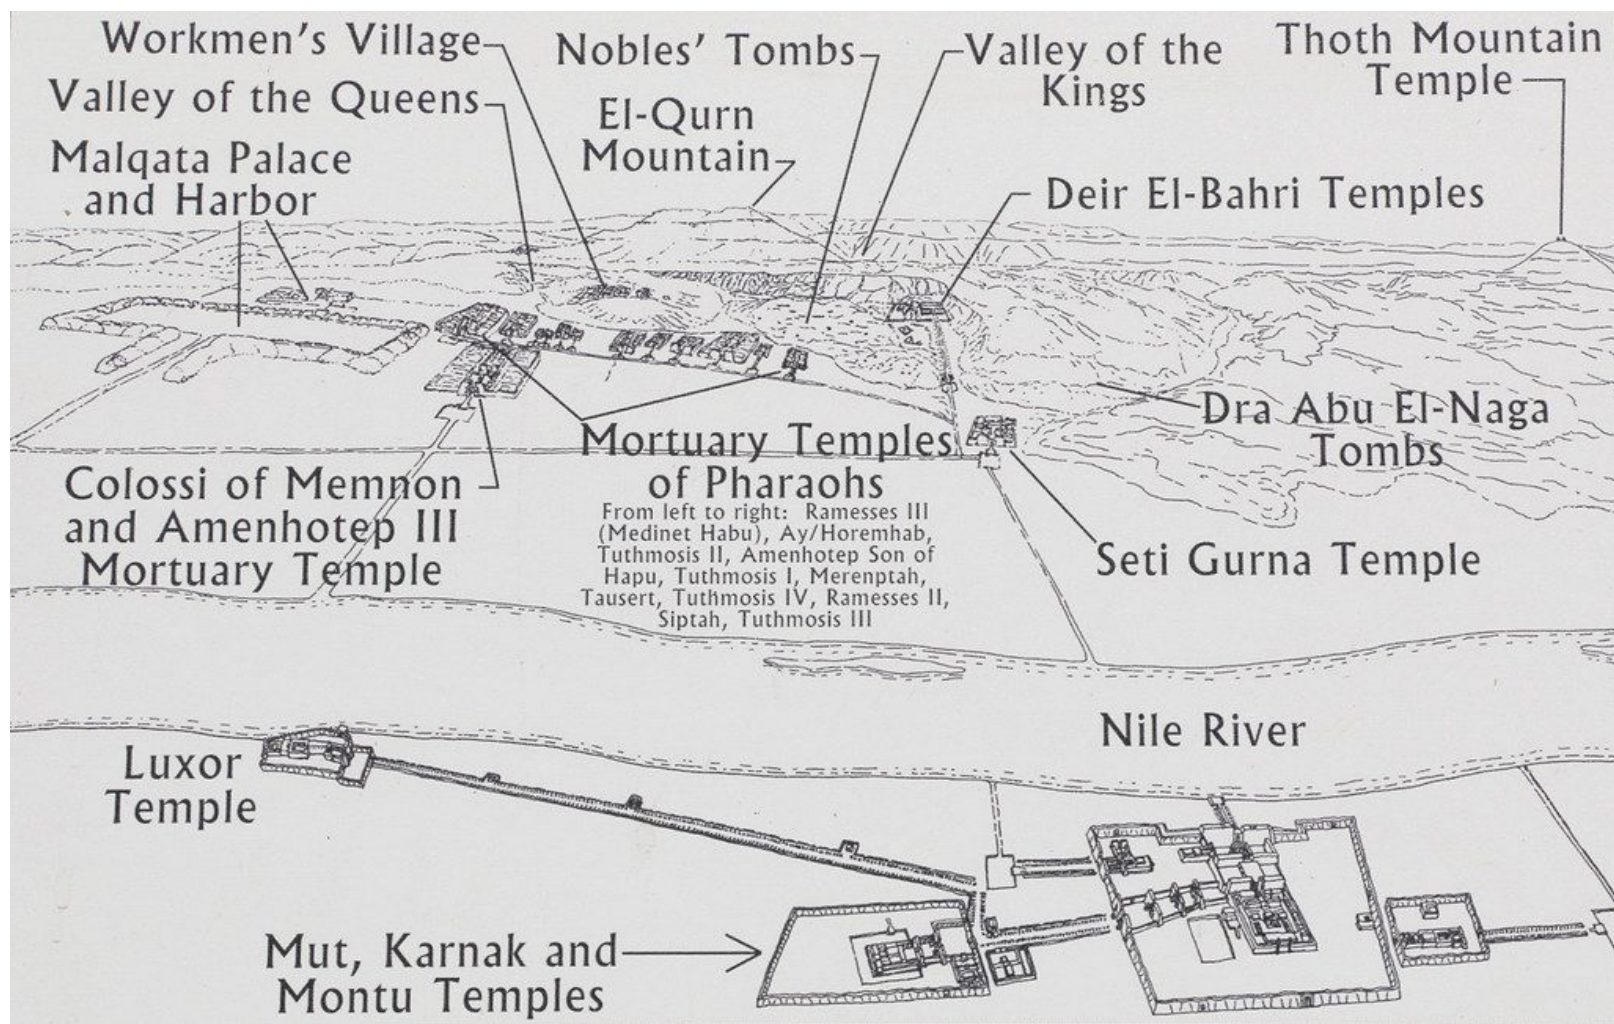 Workmen's Village
Valley of the Queens
Malqata Palace
and Harbor
Nobles' Tombs
El-Qurn
Mountain
Valley of the
Kings
Thoth Mountain
Temple
Deir El-Bahri Temples
Dra Abu El-Naga
Tombs
Mortuary Temples
of Pharaohs
From left to right: Ramesses III
(Medinet Habu), Ay/Horemhab,
Tuthmosis II, Amenhotep Son of
Hapu, Tuthmosis I, Merenptah,
Tausert, Tuthmosis IV, Ramesses II,
Siptah, Tuthmosis III
Colossi of Memnon
and Amenhotep III
Mortuary Temple
Seti Gurna Temple
Nile River
Luxor
Temple
Mut, Karnak and
Montu Temples